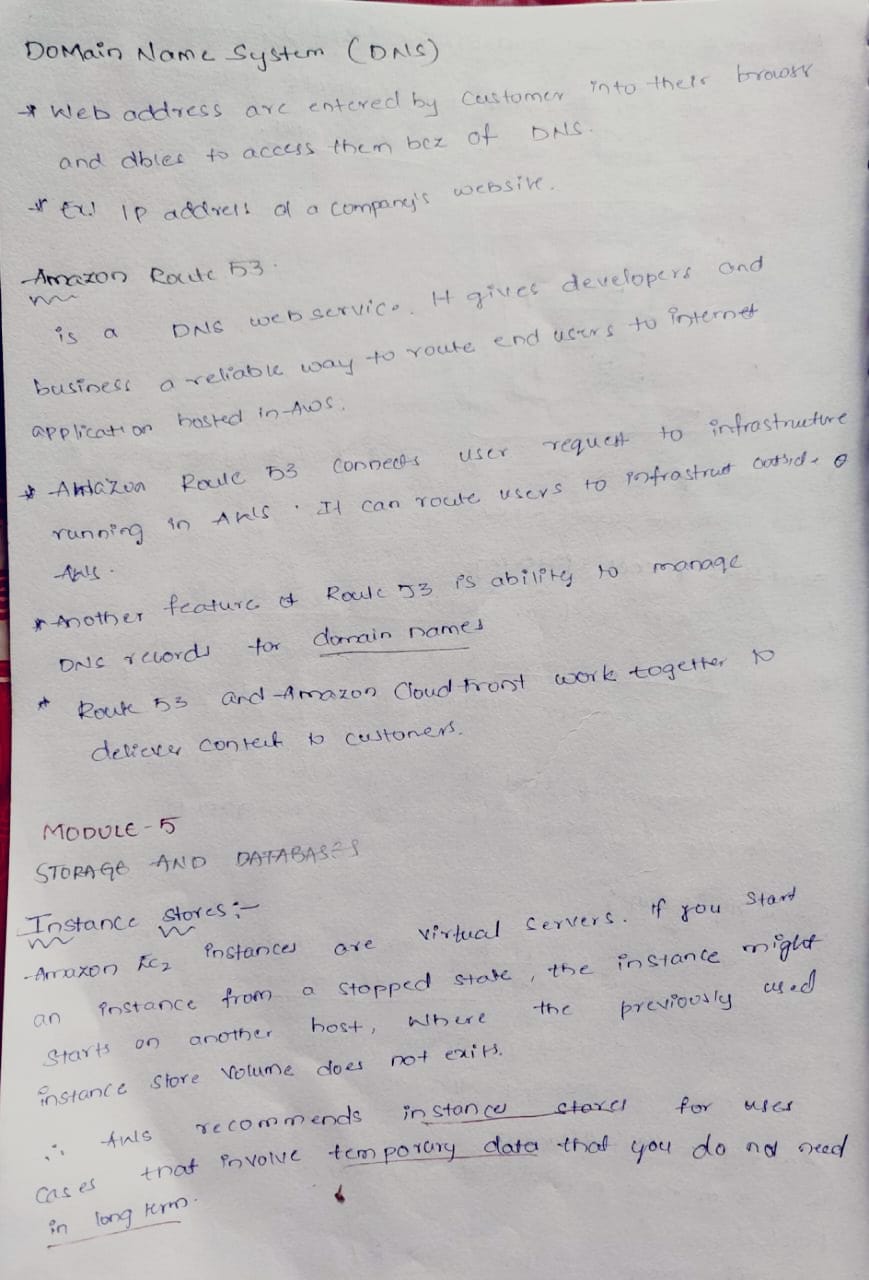 DOMain Name System (DNS)
* Web address are entered by customer into their browsr
and dbles to access them bcz of DNS.
* Ex! IP address of a company's website.
Amazon Route 53.
is a DNS web service. It gives developers and
business a reliable way to route end users to internet
application hosted in AWS.
* Amazon Route 53 connects user request to infrastructure
running in AWS. It can route users to infrastrut outside o
AWS.
* Another feature of Route 53 is ability to manage
DNS records for domain names
* Route 53 and Amazon Cloud front work together to
deliever content to customers.
MODULE-5
STORAGE AND DATABASES
Instance stores:-
Amazon EC2 instances are virtual servers. If you start
an instance from a stopped state, the instance might
starts on another host, where the previously used
instance store volume does not exits.
∴ AWS recommends instance stores for uses
cases that involve temporary data that you do not need
in long term.